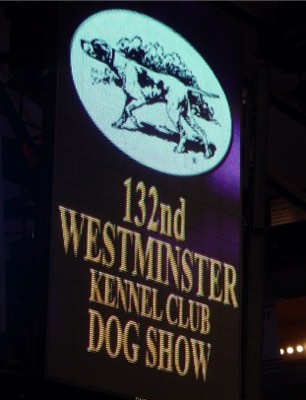 132nd
WESTMINSTER
KENNEL CLUB
DOG SHOW